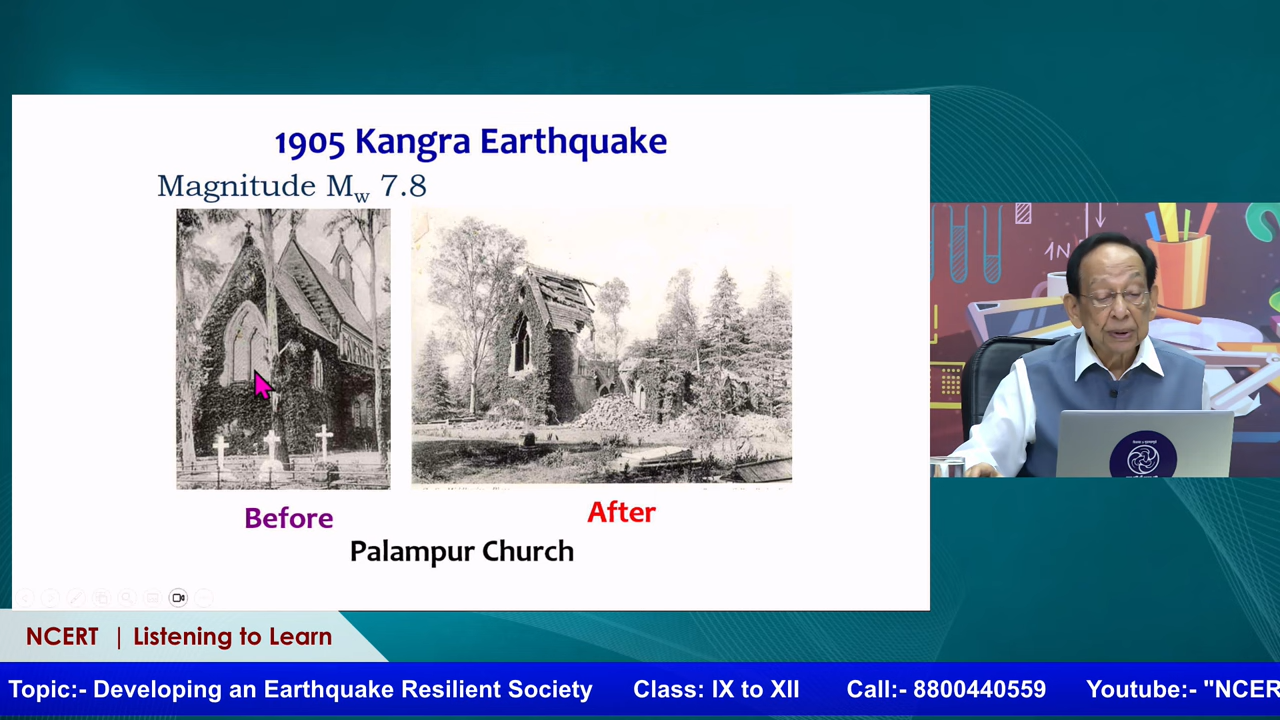 1905 Kangra Earthquake
Magnitude Mw 7.8
IN
Before
After
Palampur Church
NCERT | Listening to Learn
Topic:- Developing an Earthquake Resilient Society Class: IX to XII Call:- 8800440559 Youtube:- "NCER